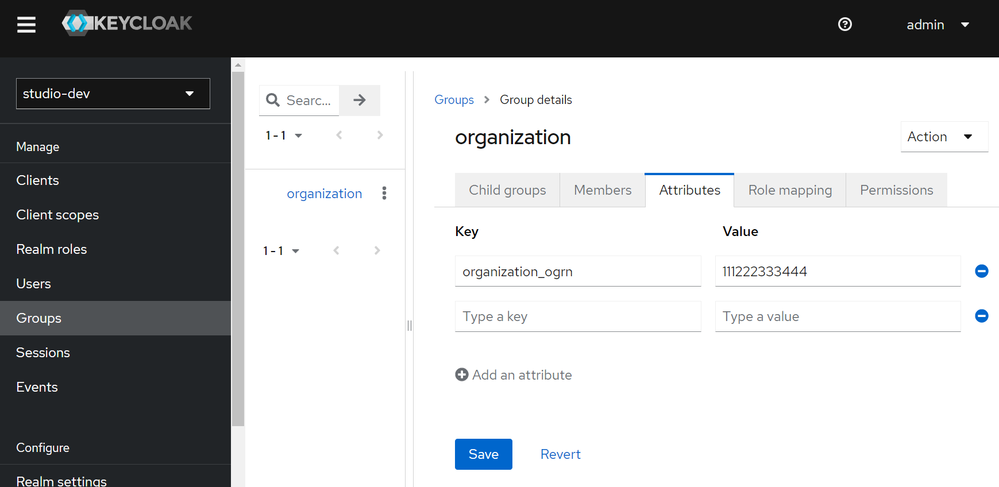 KEYCLOAK
admin
studio-dev
Manage
Clients
Client scopes
Realm roles
Users
Groups
Sessions
Events
Configure
Realm settings
Searc...
1 - 1
organization
1 - 1
Groups > Group details
organization
Action
Child groups Members Attributes Role mapping Permissions
Key Value
organization_ogrn 111222333444
Type a key Type a value
Add an attribute
Save Revert